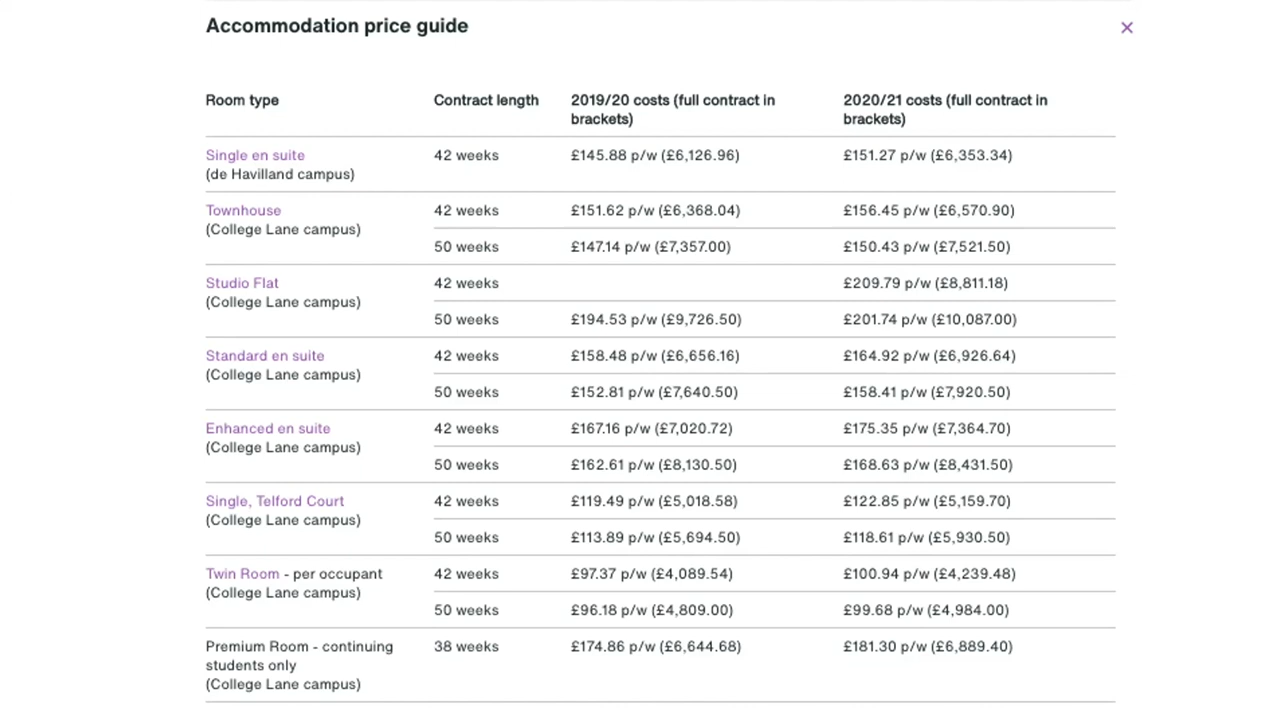 Accommodation price guide ×
Room type Contract length 2019/20 costs (full contract in brackets) 2020/21 costs (full contract in brackets)
Single en suite 42 weeks £145.88 p/w (£6,126.96) £151.27 p/w (£6,353.34)
(de Havilland campus)
Townhouse 42 weeks £151.62 p/w (£6,368.04) £156.45 p/w (£6,570.90)
(College Lane campus)
50 weeks £147.14 p/w (£7,357.00) £150.43 p/w (£7,521.50)
Studio Flat 42 weeks £209.79 p/w (£8,811.18)
(College Lane campus)
50 weeks £194.53 p/w (£9,726.50) £201.74 p/w (£10,087.00)
Standard en suite 42 weeks £158.48 p/w (£6,656.16) £164.92 p/w (£6,926.64)
(College Lane campus)
50 weeks £152.81 p/w (£7,640.50) £158.41 p/w (£7,920.50)
Enhanced en suite 42 weeks £167.16 p/w (£7,020.72) £175.35 p/w (£7,364.70)
(College Lane campus)
50 weeks £162.61 p/w (£8,130.50) £168.63 p/w (£8,431.50)
Single, Telford Court 42 weeks £119.49 p/w (£5,018.58) £122.85 p/w (£5,159.70)
(College Lane campus)
50 weeks £113.89 p/w (£5,694.50) £118.61 p/w (£5,930.50)
Twin Room - per occupant 42 weeks £97.37 p/w (£4,089.54) £100.94 p/w (£4,239.48)
(College Lane campus)
50 weeks £96.18 p/w (£4,809.00) £99.68 p/w (£4,984.00)
Premium Room - continuing 38 weeks £174.86 p/w (£6,644.68) £181.30 p/w (£6,889.40)
students only
(College Lane campus)